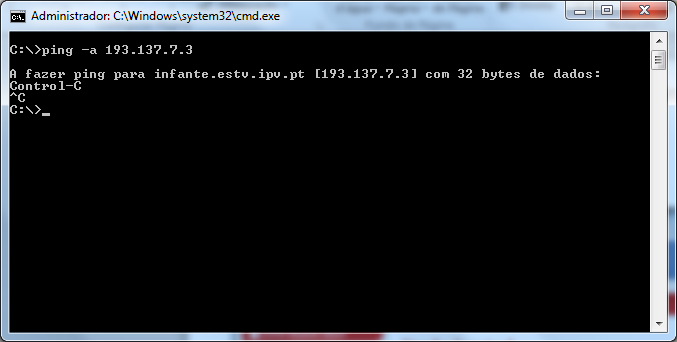 Administrador: C:\Windows\system32\cmd.exe
C:\>ping -a 193.137.7.3
A fazer ping para infante.estv.ipv.pt [193.137.7.3] com 32 bytes de dados:
Control-C
^C
C:\>_